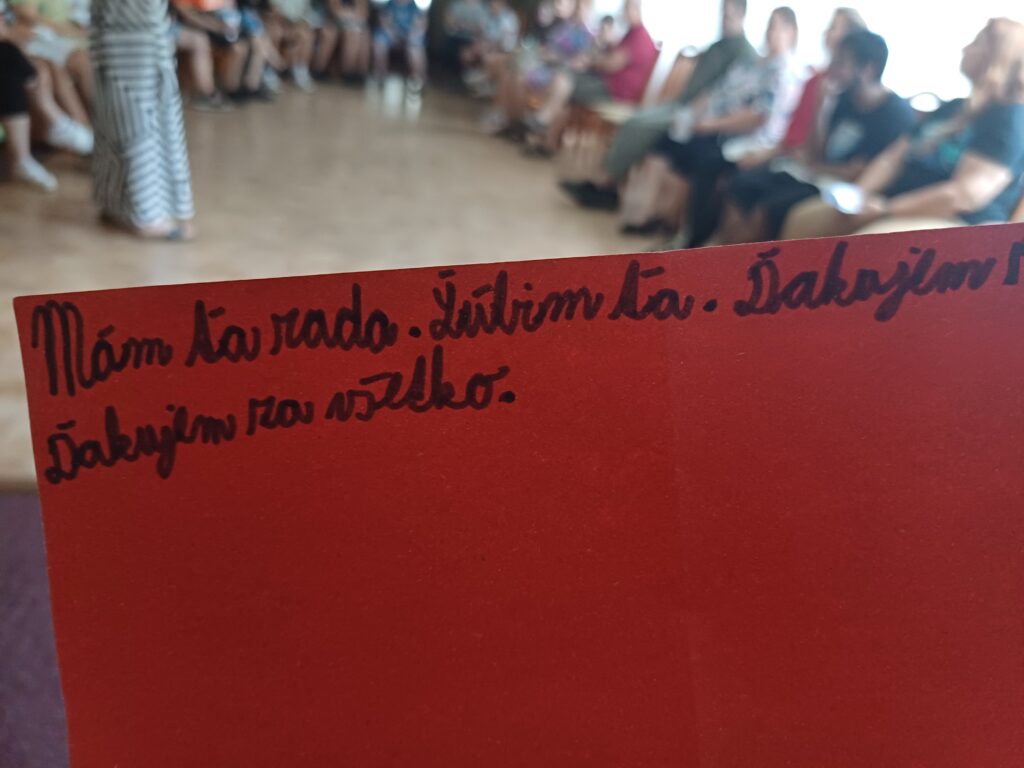 Mám ťa rada. Ľúbim ťa. Ďakujem
Ďakujem za všetko.